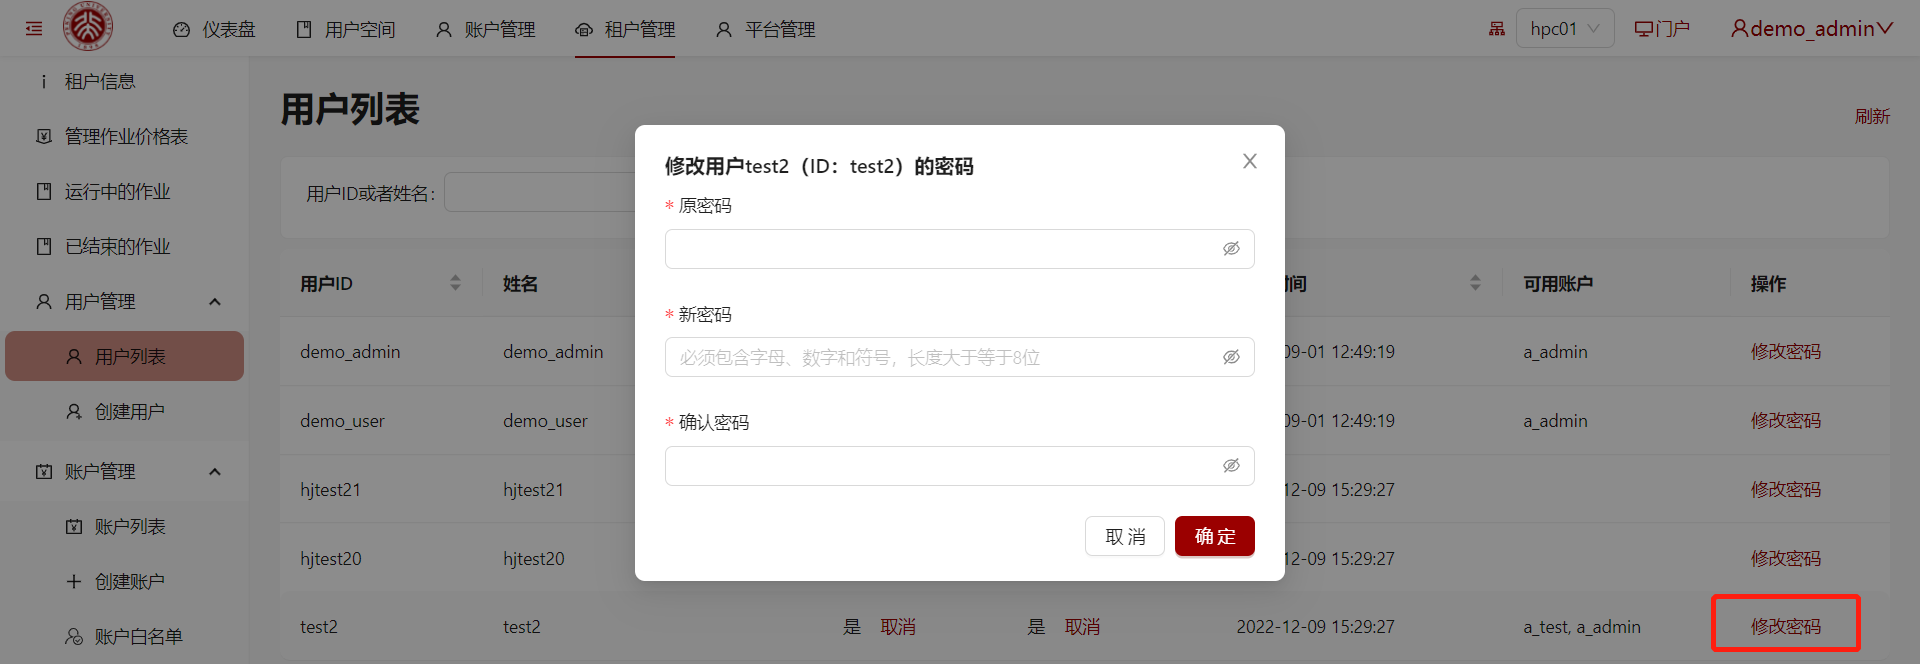 仪表盘 用户空间 账户管理 租户管理 平台管理 hpc01 门户 demo_admin
租户信息
管理作业价格表
运行中的作业
已结束的作业
用户管理
用户列表
创建用户
账户管理
账户列表
创建账户
账户白名单
用户列表
刷新
用户ID或者姓名:
用户ID 姓名 间 可用账户 操作
demo_admin demo_admin 09-01 12:49:19 a_admin 修改密码
demo_user demo_user 09-01 12:49:19 a_admin 修改密码
hjtest21 hjtest21 12-09 15:29:27 修改密码
hjtest20 hjtest20 12-09 15:29:27 修改密码
test2 test2 是 取消 是 取消 2022-12-09 15:29:27 a_test, a_admin 修改密码
修改用户test2（ID：test2）的密码
* 原密码
* 新密码
必须包含字母、数字和符号，长度大于等于8位
* 确认密码
取 消 确 定